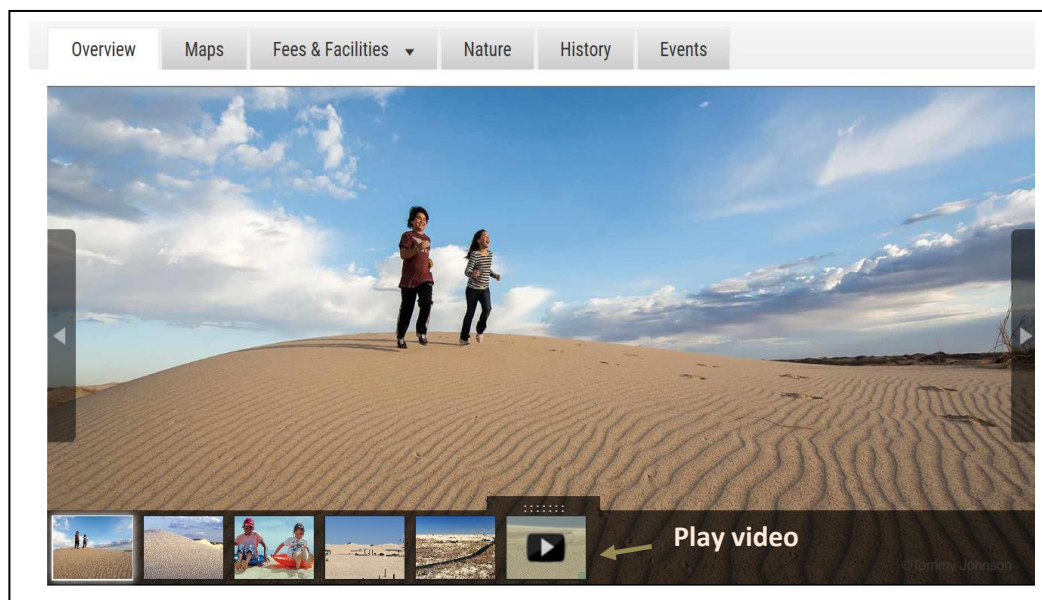 Overview Maps Fees & Facilities Nature History Events
Play video
©Tommy Johnson